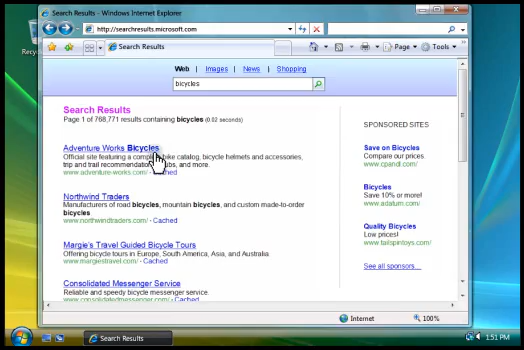 Search Results - Windows Internet Explorer
http://searchresults.microsoft.com
Search Results
Page
Tools
Web | Images | News | Shopping
bicycles
Search Results
Page 1 of 768,771 results containing bicycles (0.02 seconds)
Adventure Works Bicycles
Official site featuring a bike catalog, bicycle helmets and accessories,
trip and trail and more.
www.adventure-works.com/ - Cached
Northwind Traders
Manufacturers of road bicycles, mountain bicycles, and custom made-to-order
bicycles
www.northwindtraders.com/ - Cached
Margie's Travel Guided Bicycle Tours
Offering bicycle tours in Europe, South America, Asia, and Australia
www.margiestravel.com/ - Cached
Consolidated Messenger Service
Reliable and speedy bicycle messenger service.
www.consolidatedmessenger.com/ - Cached
SPONSORED SITES
Save on Bicycles
Compare our prices
www.cpandl.com/
Bicycles
Save 10% or more!
www.adatum.com/
Quality Bicycles
Low prices!
www.tailspintoys.com/
See all sponsors...
Internet
100%
Search Results
1:51 PM